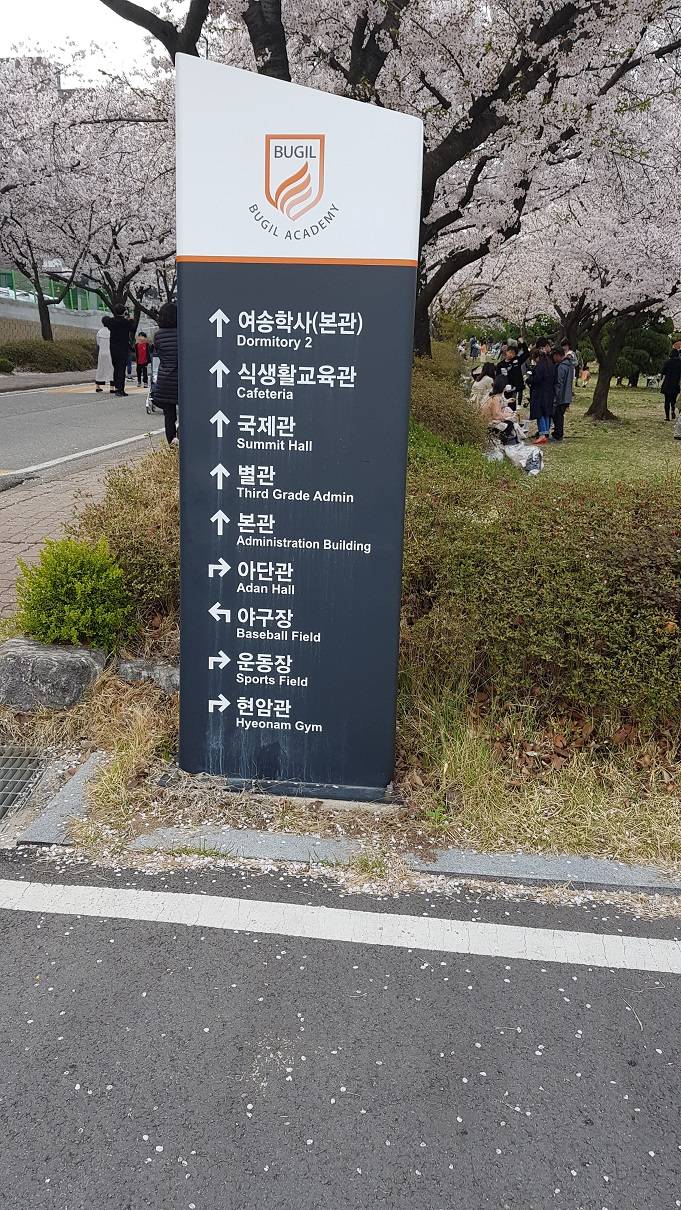 BUGIL
BUGIL ACADEMY
여송학사(본관)
Dormitory 2
식생활교육관
Cafeteria
국제관
Summit Hall
별관
Third Grade Admin
본관
Administration Building
아단관
Adan Hall
야구장
Baseball Field
운동장
Sports Field
현암관
Hyeonam Gym